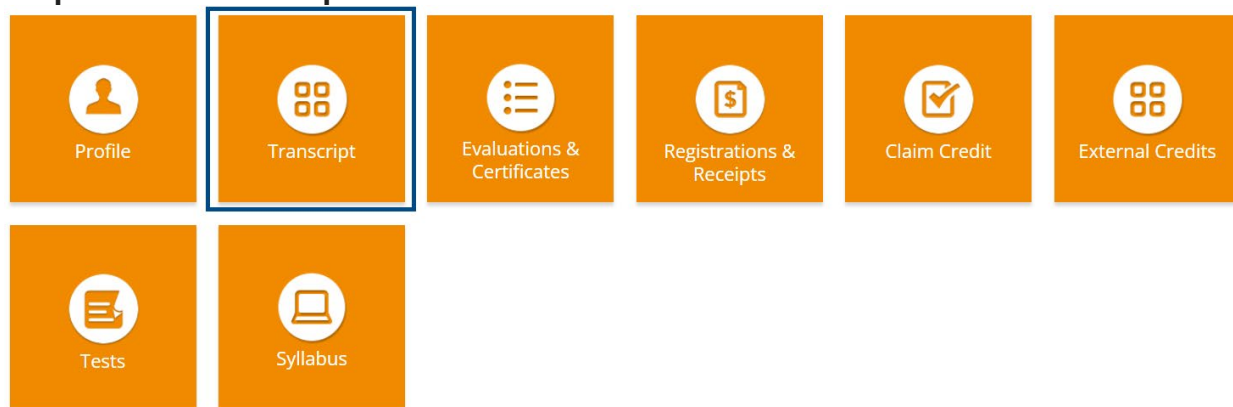 Profile
Transcript
Evaluations &
Certificates
Registrations &
Receipts
Claim Credit
External Credits
Tests
Syllabus